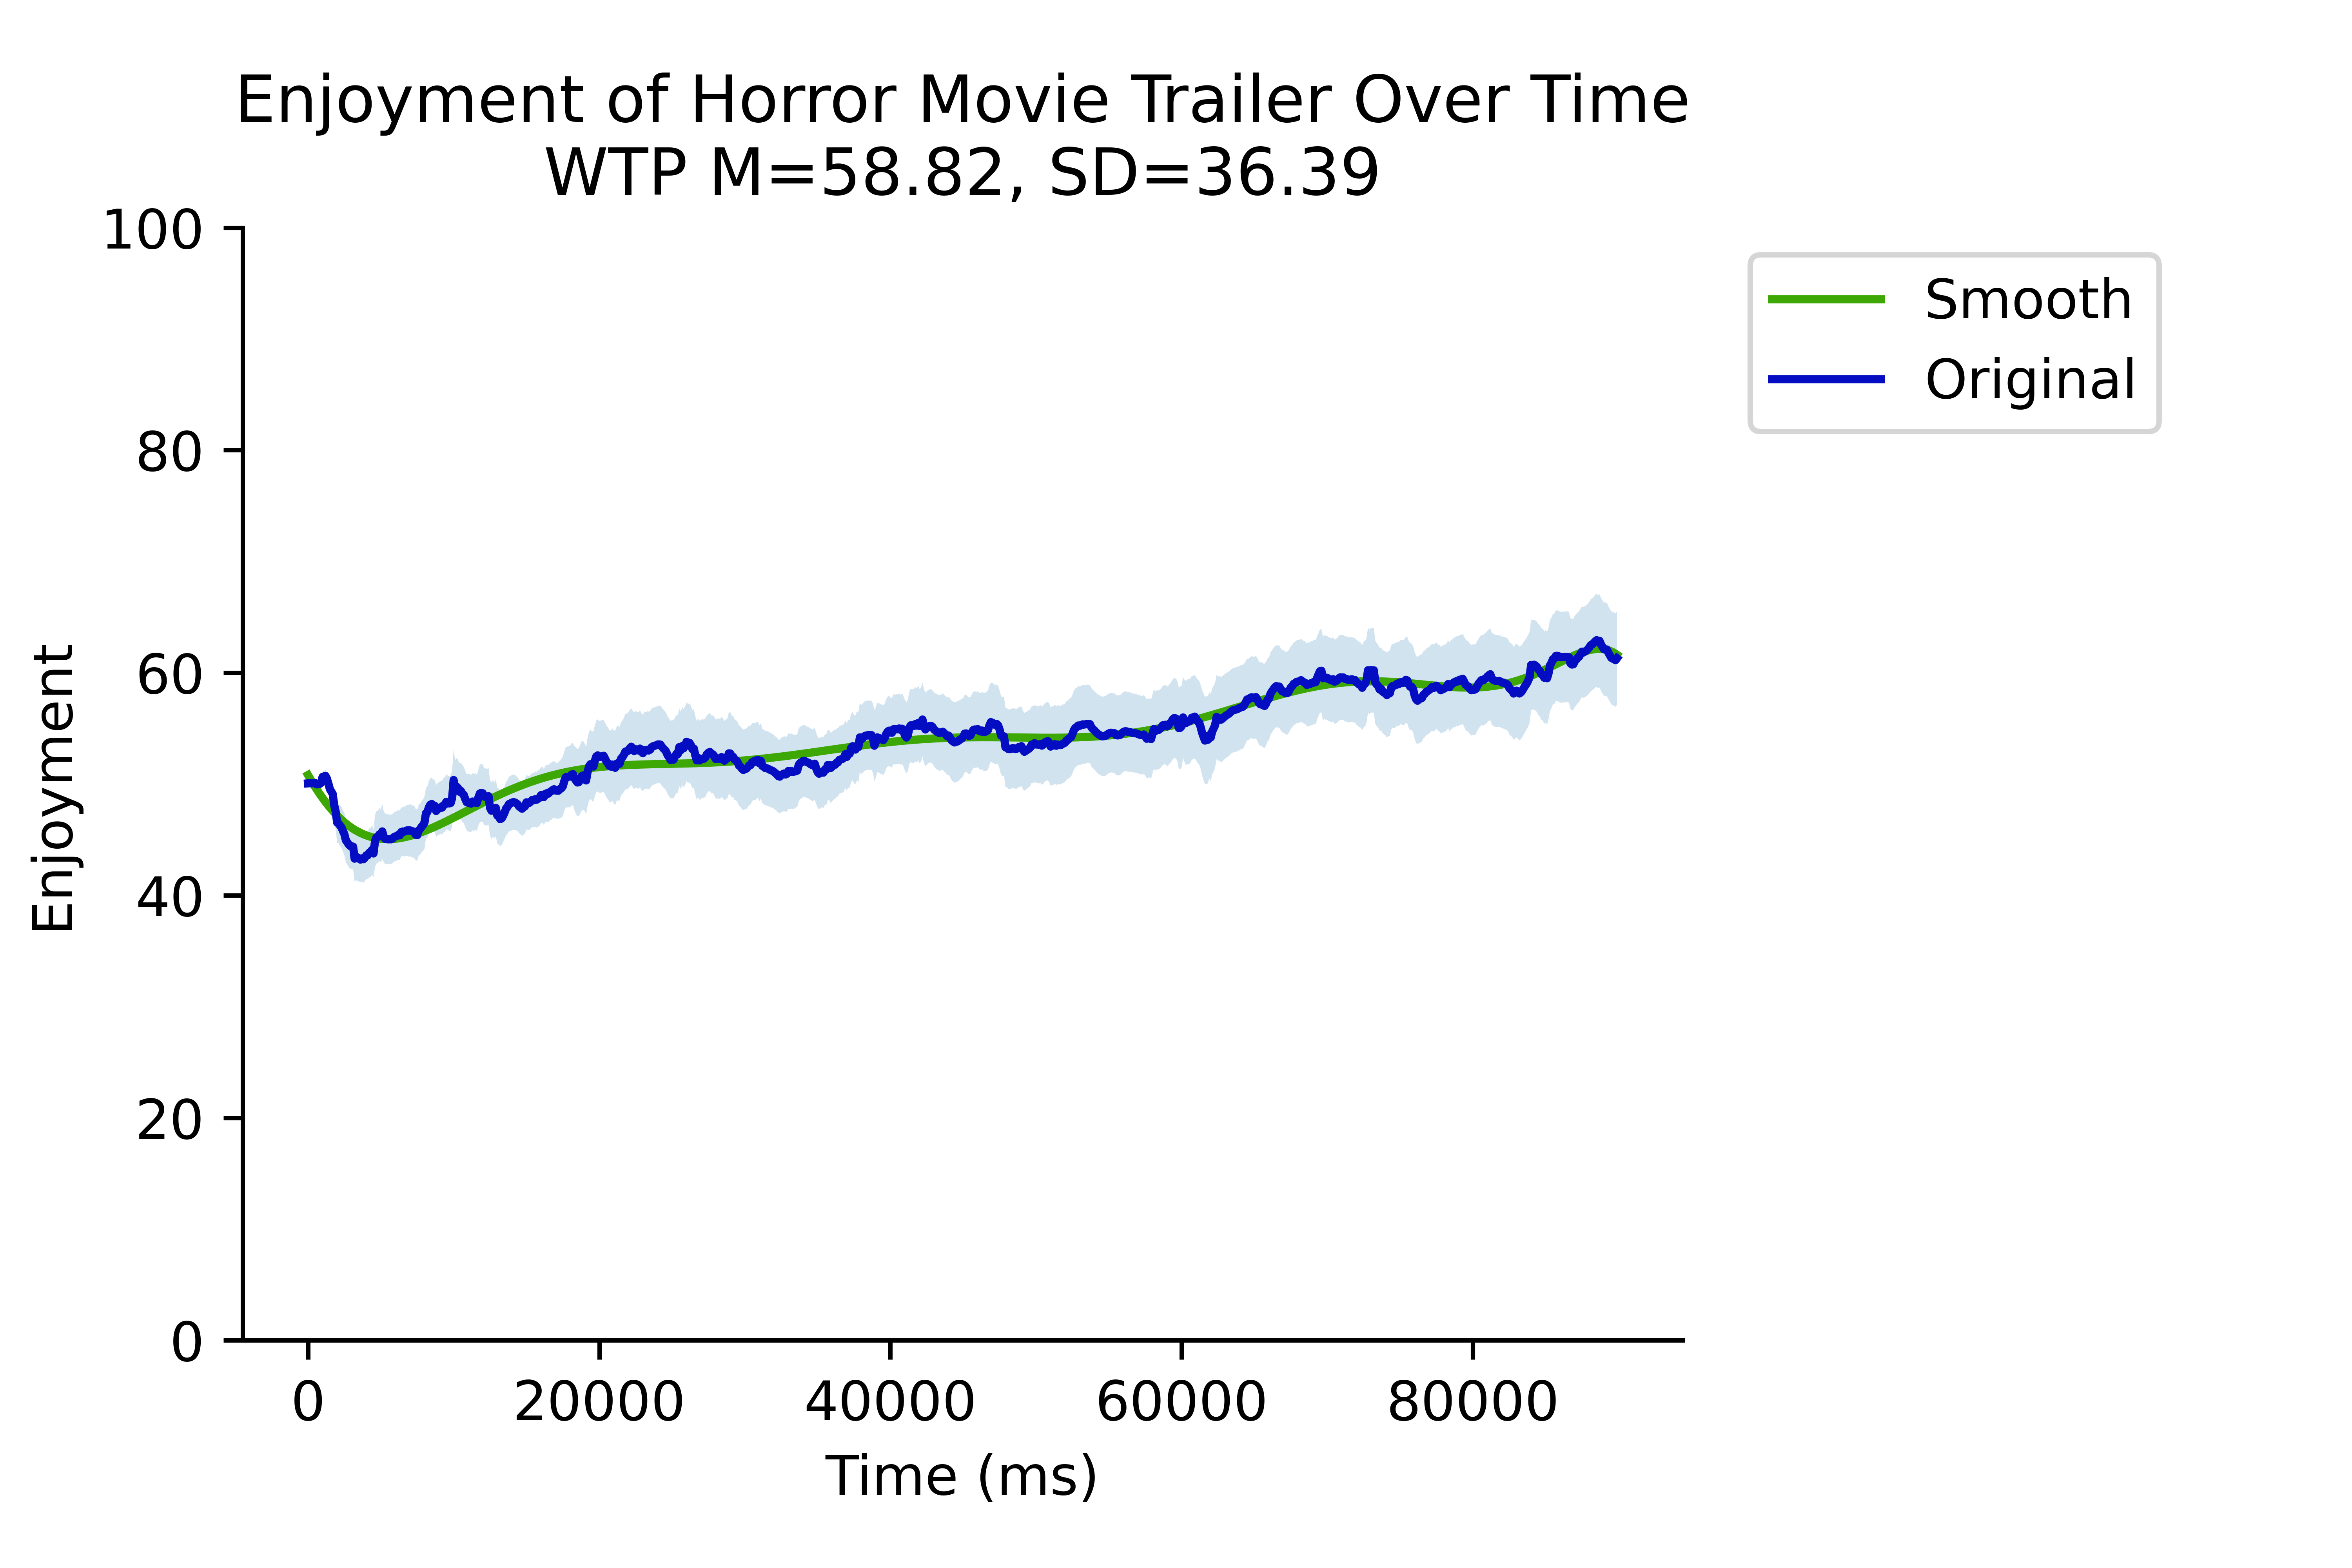 Enjoyment of Horror Movie Trailer Over Time
WTP M=58.82, SD=36.39
100
80
60
40
20
0
Enjoyment
0 20000 40000 60000 80000
Time (ms)
Smooth
Original